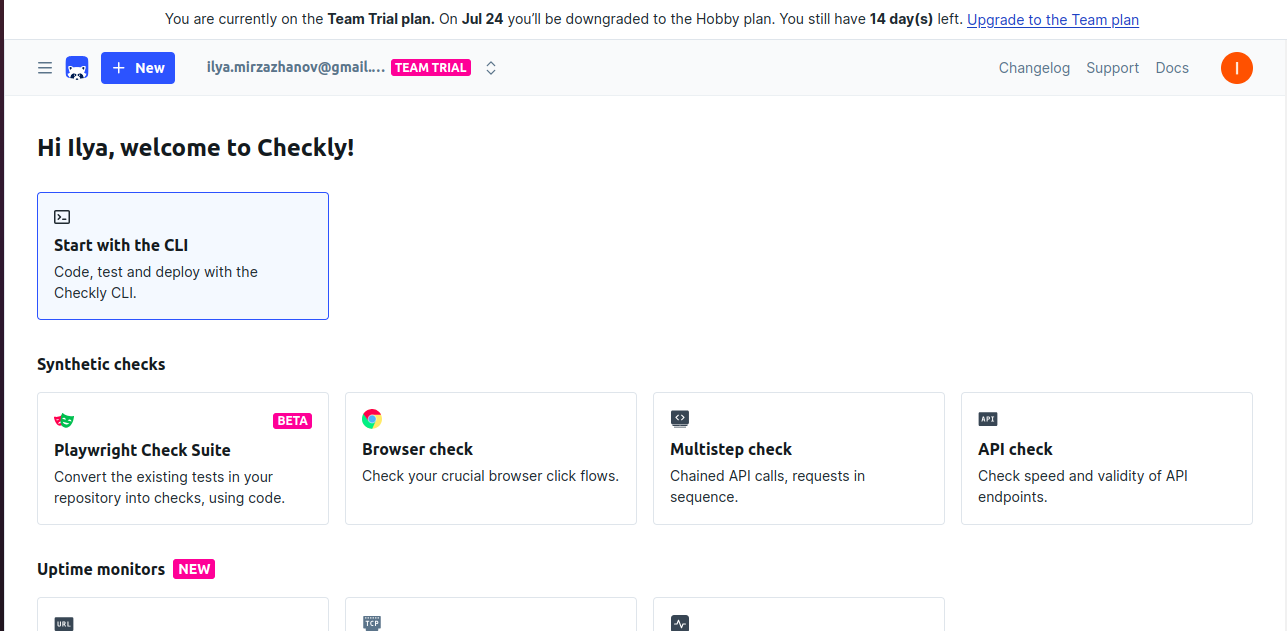 You are currently on the Team Trial plan. On Jul 24 you'll be downgraded to the Hobby plan. You still have 14 day(s) left. Upgrade to the Team plan
+ New ilya.mirzazhanov@gmail.... TEAM TRIAL Changelog Support Docs I
Hi Ilya, welcome to Checkly!
Start with the CLI
Code, test and deploy with the
Checkly CLI.
Synthetic checks
BETA
Playwright Check Suite
Convert the existing tests in your
repository into checks, using code.
Browser check
Check your crucial browser click flows.
Multistep check
Chained API calls, requests in
sequence.
API
API check
Check speed and validity of API
endpoints.
Uptime monitors NEW
URL
TCP